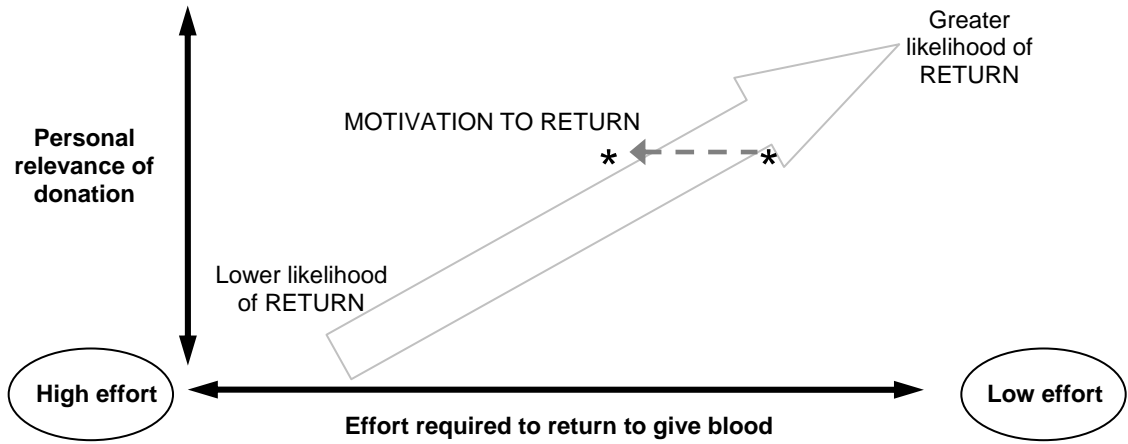 Greater
likelihood of
RETURN
MOTIVATION TO RETURN
Personal
relevance of
donation
*
*
Lower likelihood
of RETURN
High effort
Low effort
Effort required to return to give blood